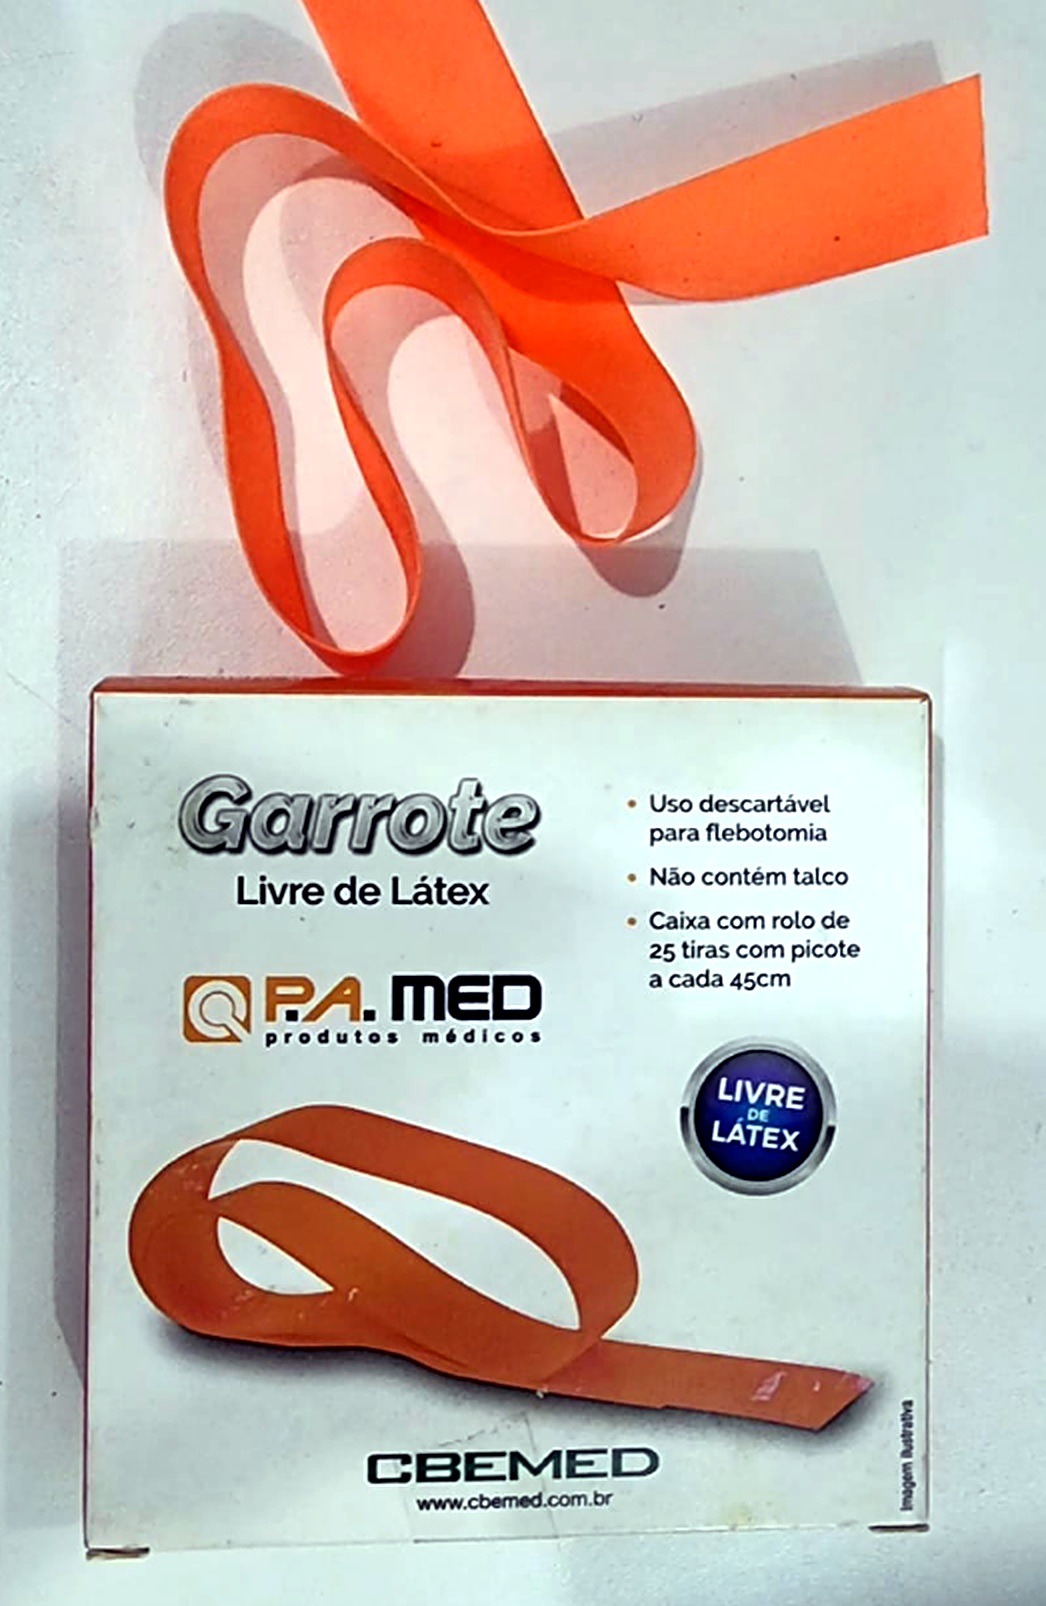 Garrote
Livre de Látex
P.A. MED
produtos médicos
• Uso descartável
para flebotomia
• Não contém talco
• Caixa com rolo de
25 tiras com picote
a cada 45cm
LIVRE
DE
LÁTEX
CBEMED
www.cbemed.com.br
Imagem ilustrativa